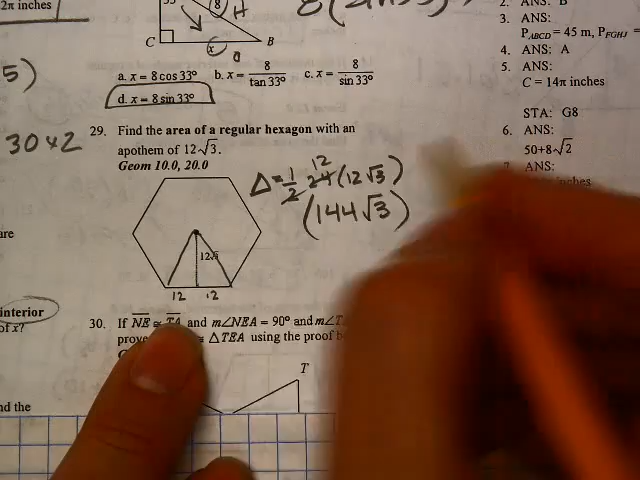 2π inches
8
H
x
O
C
B
a. x = 8 cos 33° b. x = 8/tan 33° c. x = 8/sin 33°
d. x = 8 sin 33°
5)
30 x 2
29. Find the area of a regular hexagon with an
apothem of 12√3.
Geom 10.0, 20.0
Δ = 1/2 24 (12√3)
12
(144√3)
12√3
12 12
are
interior
of x?
30. If NE ≅ TA and m∠NEA = 90° and m∠T
prove ≅ △TEA using the proof b
T
nd the
2. ANS: B
3. ANS:
P_ABCD = 45 m, P_FGHJ =
4. ANS: A
5. ANS:
C = 14π inches
STA: G8
6. ANS:
50+8√2
7. ANS: